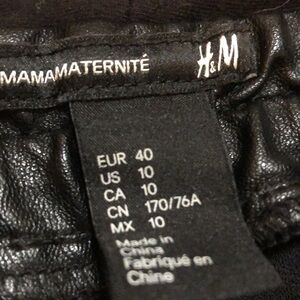 MAMAMATERNITÉ
H&M
EUR 40
US 10
CA 10
CN 170/76A
MX 10
Made in
China
Fabriqué en
Chine